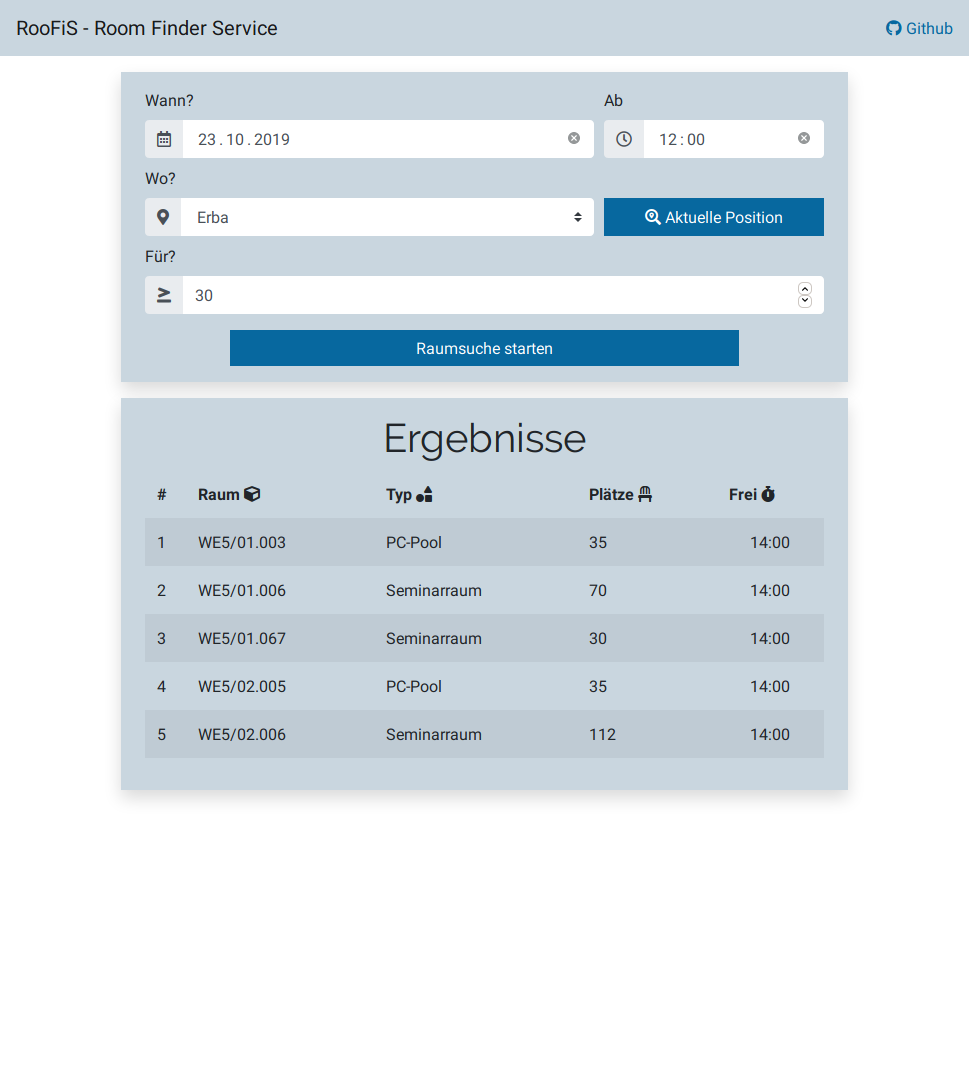 RooFiS - Room Finder Service Github
Wann? Ab
23.10.2019 12:00
Wo?
Erba Aktuelle Position
Für?
≥ 30
Raumsuche starten
Ergebnisse
# Raum Typ Plätze Frei
1 WE5/01.003 PC-Pool 35 14:00
2 WE5/01.006 Seminarraum 70 14:00
3 WE5/01.067 Seminarraum 30 14:00
4 WE5/02.005 PC-Pool 35 14:00
5 WE5/02.006 Seminarraum 112 14:00